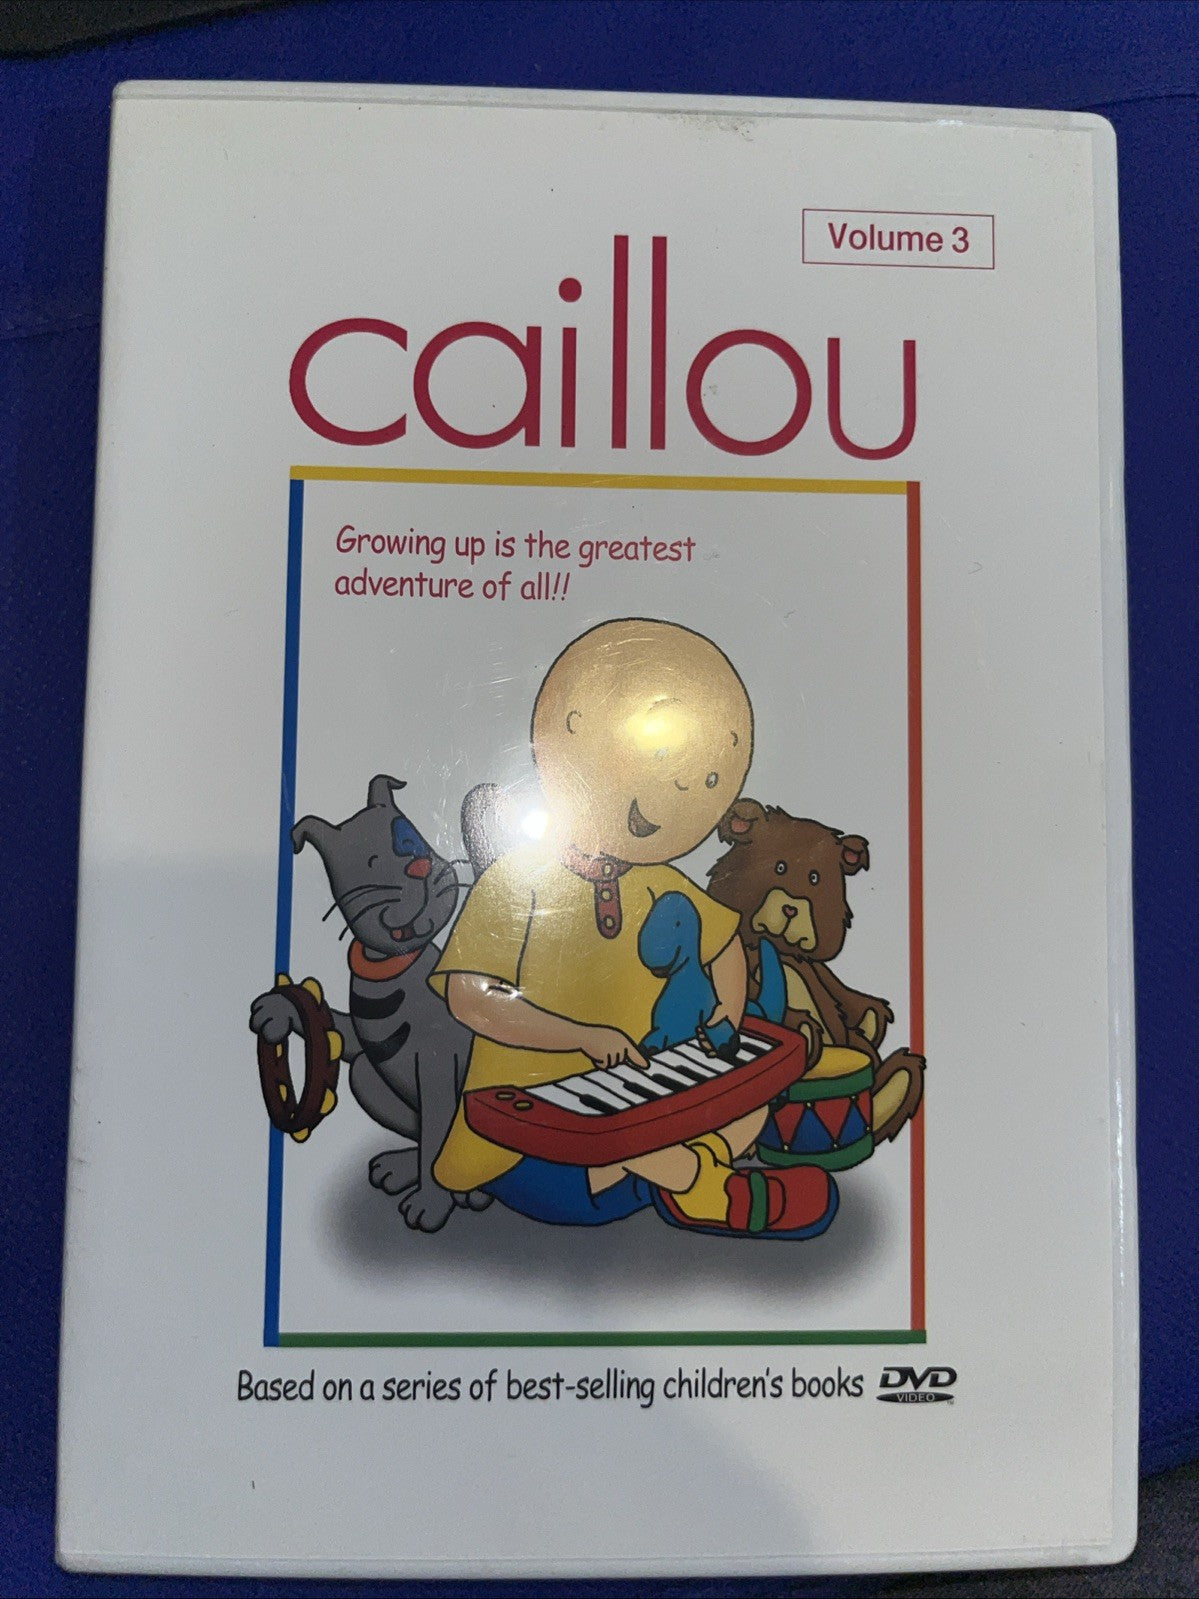 Volume 3
caillou
Growing up is the greatest
adventure of all!!
Based on a series of best-selling children's books DVD
VIDEO